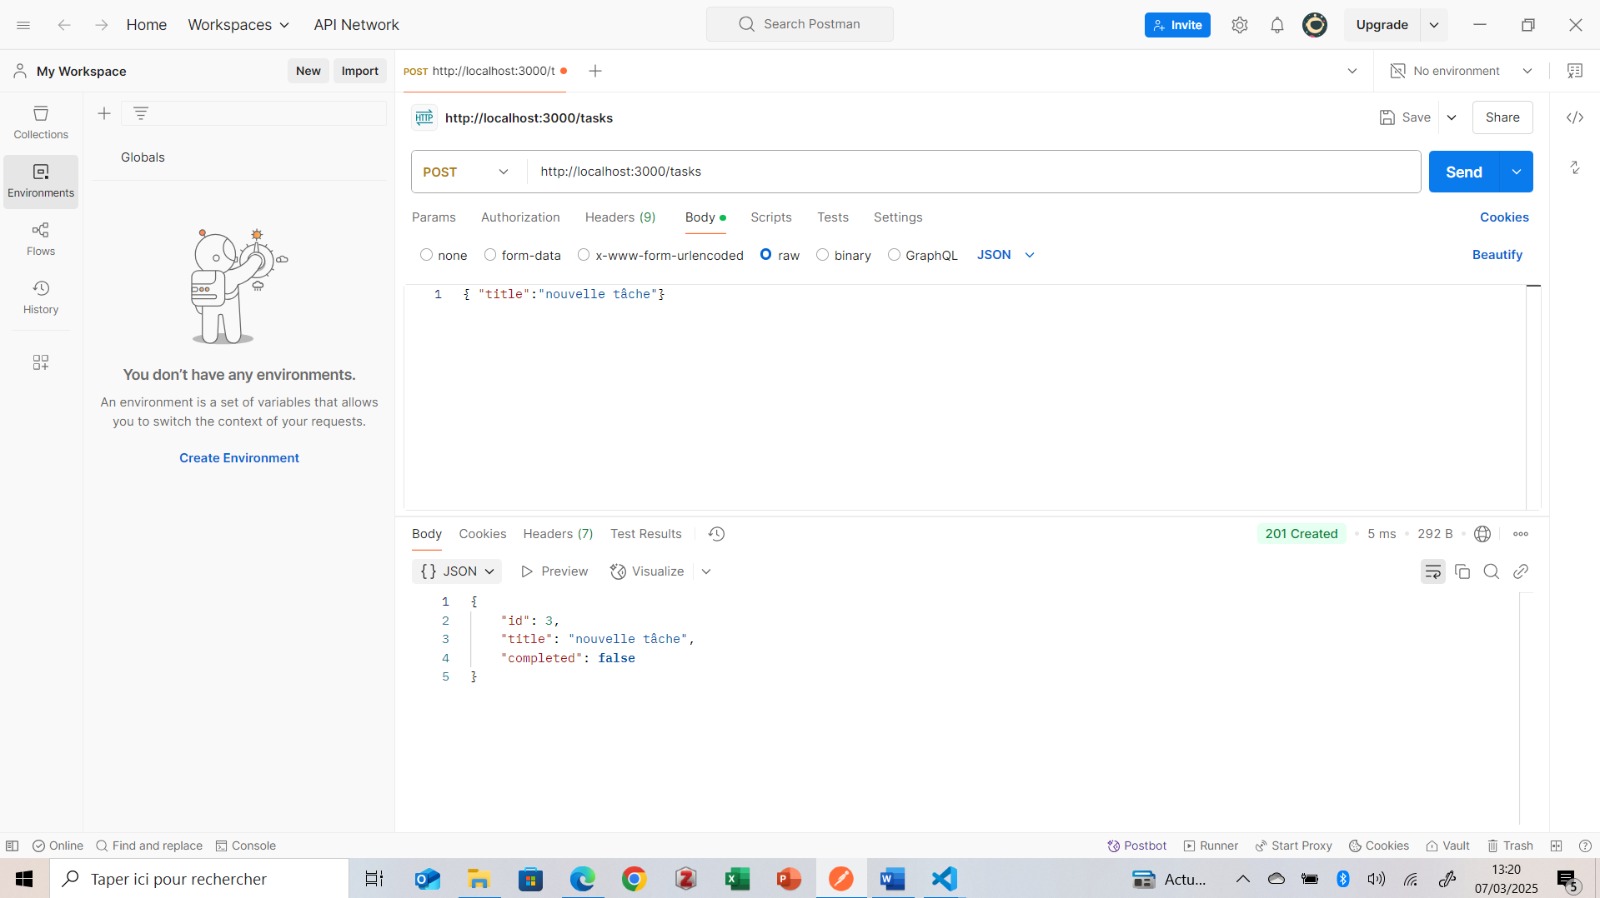 Home Workspaces API Network Search Postman Invite Upgrade
My Workspace New Import POST http://localhost:3000/t No environment
Collections
Environments
Flows
History
Globals
You don't have any environments.
An environment is a set of variables that allows
you to switch the context of your requests.
Create Environment
HTTP http://localhost:3000/tasks Save Share
POST http://localhost:3000/tasks Send
Params Authorization Headers (9) Body Scripts Tests Settings Cookies
none form-data x-www-form-urlencoded raw binary GraphQL JSON Beautify
1 { "title":"nouvelle tâche"}
Body Cookies Headers (7) Test Results 201 Created 5 ms 292 B
{} JSON Preview Visualize
1 {
2 "id": 3,
3 "title": "nouvelle tâche",
4 "completed": false
5 }
Online Find and replace Console Postbot Runner Start Proxy Cookies Vault Trash
Taper ici pour rechercher Actu... 13:20
07/03/2025 5